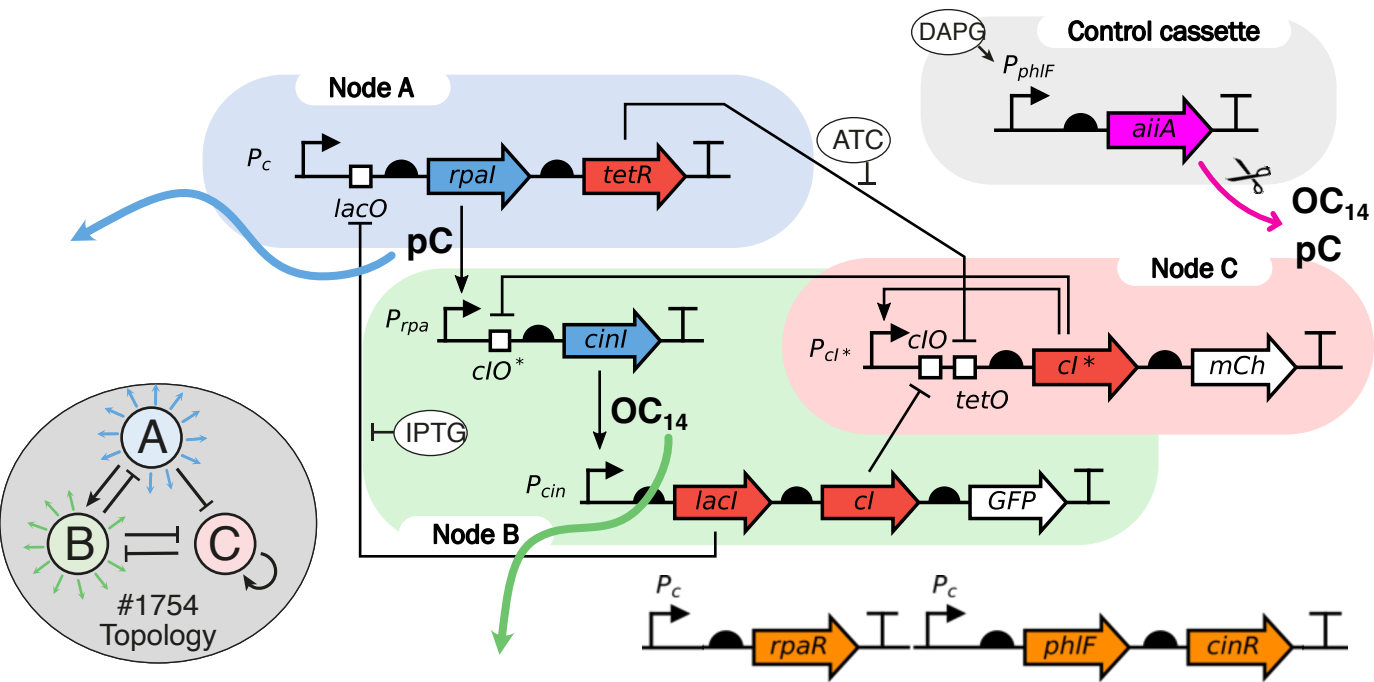 DAPG
Control cassette
PphlF
aiiA
OC14
pC
Node A
Pc
lacO
rpaI
tetR
ATC
pC
Node C
Prpa
cIO*
cinI
PcI*
cIO
tetO
cI*
mCh
OC14
IPTG
Pcin
lacI
cI
GFP
Node B
A
B
C
#1754
Topology
Pc
rpaR
Pc
phlF
cinR